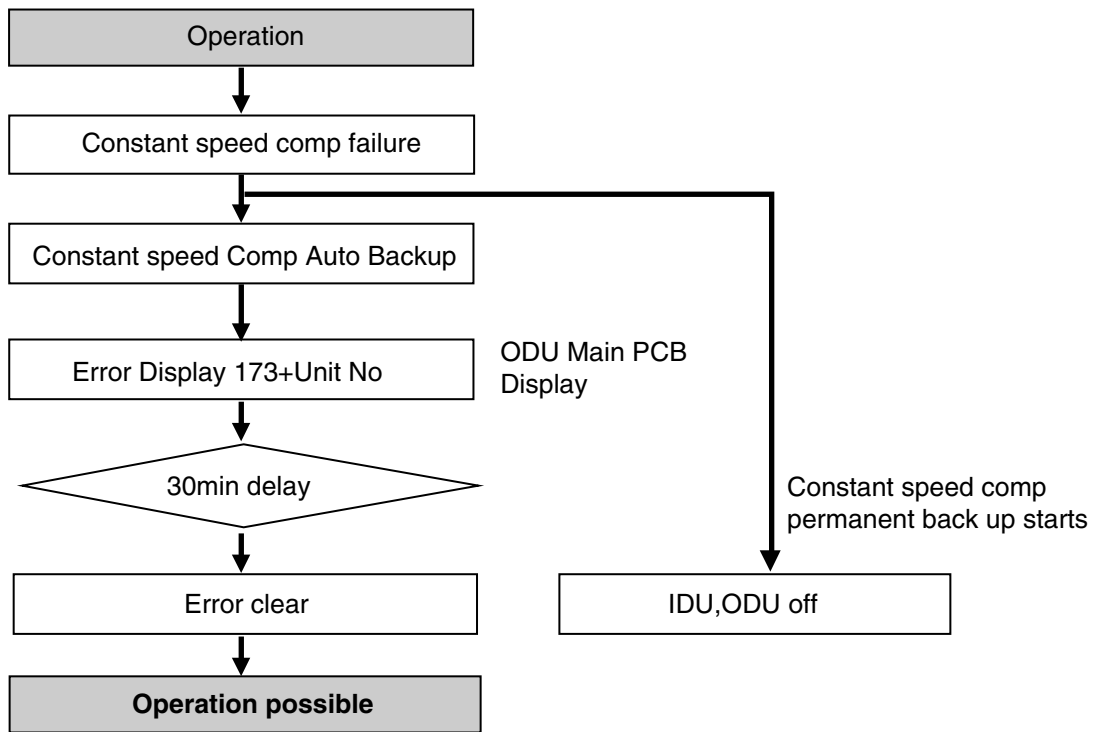 Operation
Constant speed comp failure
Constant speed Comp Auto Backup
Error Display 173+Unit No
ODU Main PCB
Display
30min delay
Constant speed comp
permanent back up starts
Error clear
IDU,ODU off
Operation possible